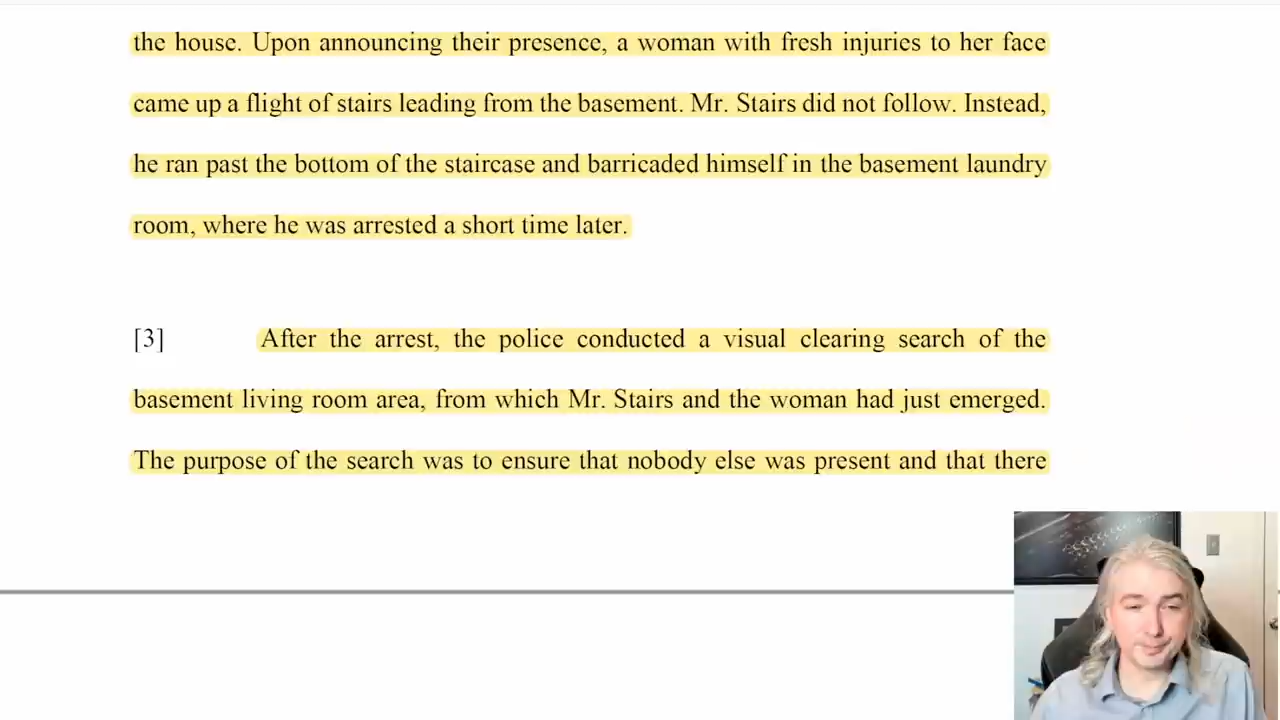 the house. Upon announcing their presence, a woman with fresh injuries to her face
came up a flight of stairs leading from the basement. Mr. Stairs did not follow. Instead,
he ran past the bottom of the staircase and barricaded himself in the basement laundry
room, where he was arrested a short time later.
[3] After the arrest, the police conducted a visual clearing search of the
basement living room area, from which Mr. Stairs and the woman had just emerged.
The purpose of the search was to ensure that nobody else was present and that there